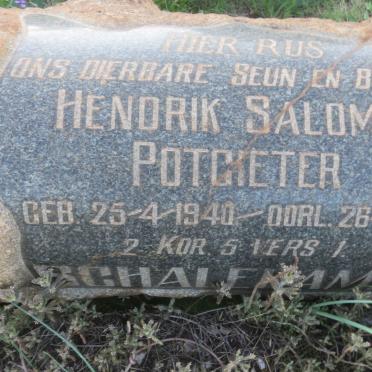 HIER RUS
ONS DIERBARE SEUN EN B
HENDRIK SALOM
POTGIETER
GEB. 25-4-1940 - OORL. 26
2 KOR. 5 VERS 1.